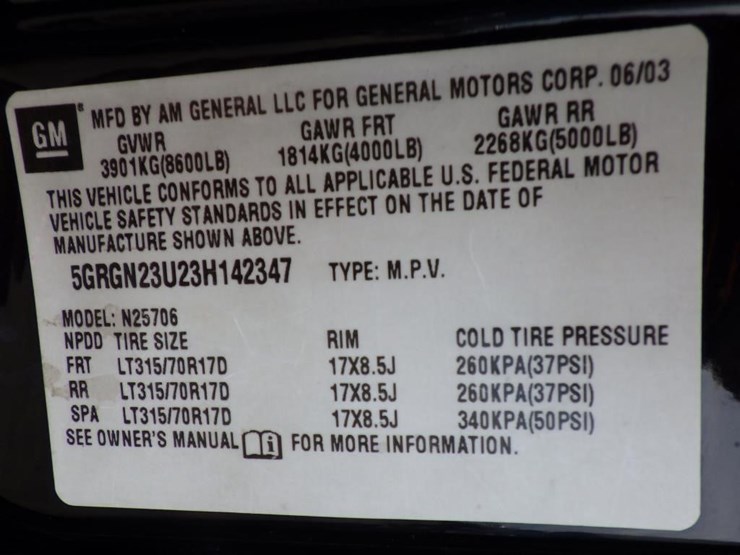 GM ® MFD BY AM GENERAL LLC FOR GENERAL MOTORS CORP. 06/03
GVWR GAWR FRT GAWR RR
3901KG(8600LB) 1814KG(4000LB) 2268KG(5000LB)
THIS VEHICLE CONFORMS TO ALL APPLICABLE U.S. FEDERAL MOTOR
VEHICLE SAFETY STANDARDS IN EFFECT ON THE DATE OF
MANUFACTURE SHOWN ABOVE.
5GRGN23U23H142347 TYPE: M.P.V.
MODEL: N25706
NPDD TIRE SIZE RIM COLD TIRE PRESSURE
FRT LT315/70R17D 17X8.5J 260KPA(37PSI)
RR LT315/70R17D 17X8.5J 260KPA(37PSI)
SPA LT315/70R17D 17X8.5J 340KPA(50PSI)
SEE OWNER'S MANUAL i FOR MORE INFORMATION.